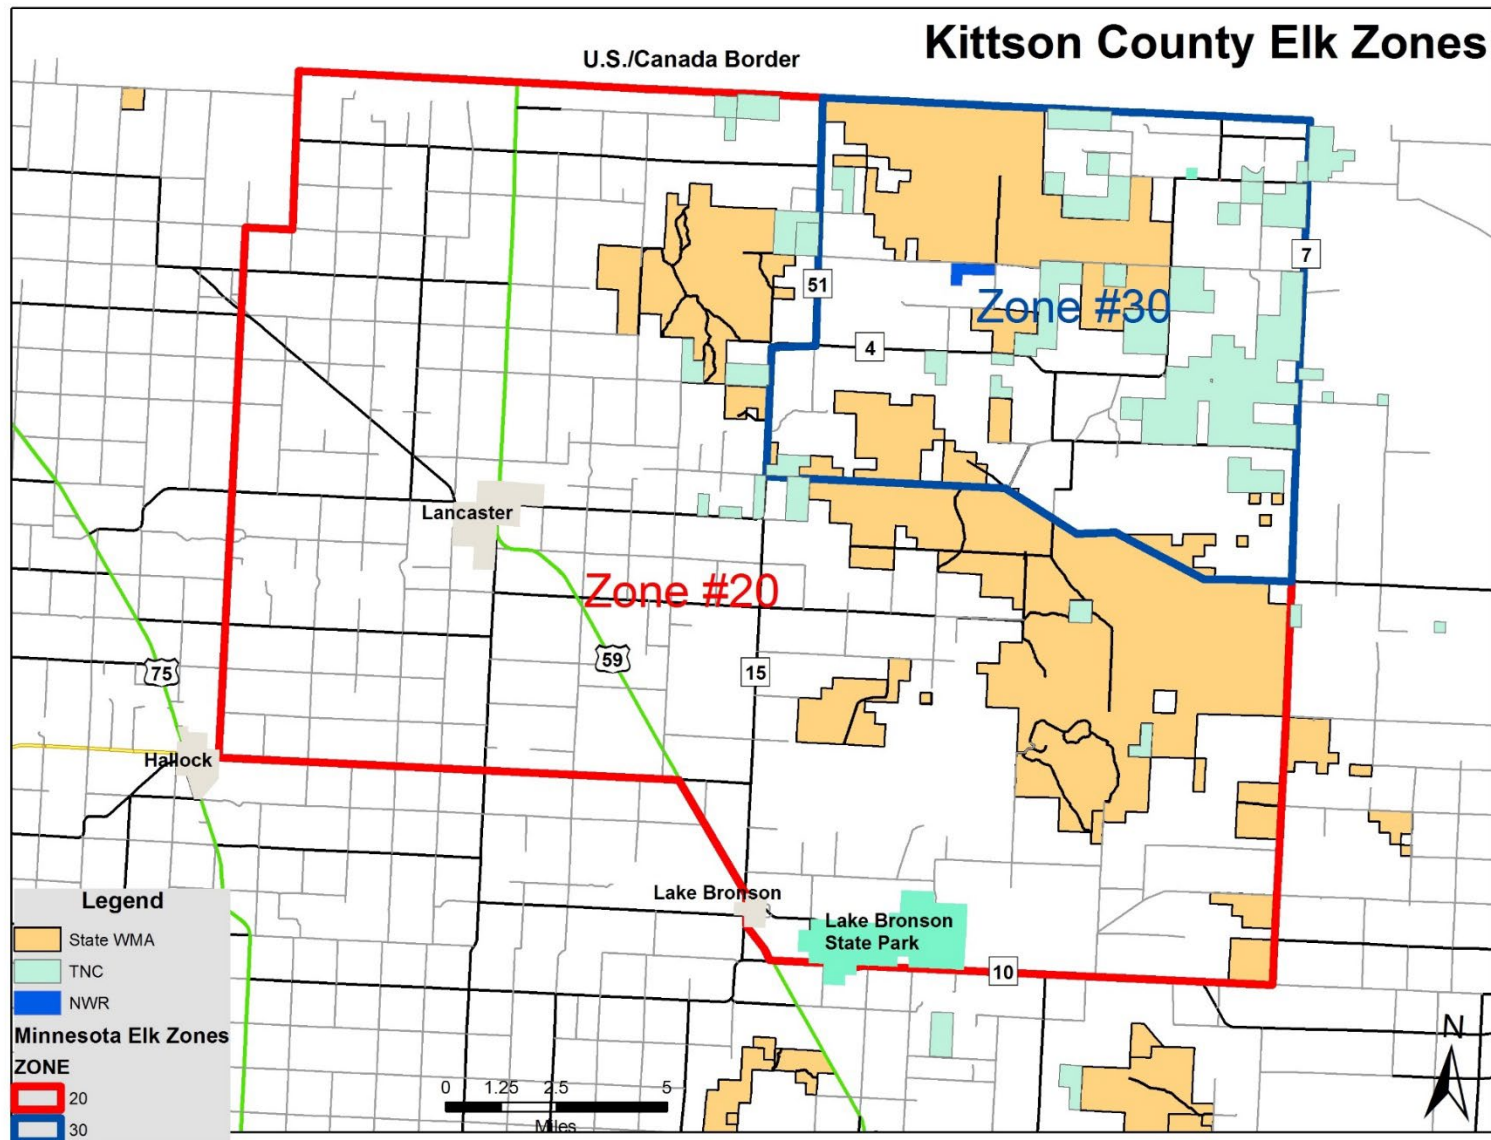 Kittson County Elk Zones
U.S./Canada Border
7
51
Zone #30
4
Lancaster
Zone #20
59
75
15
Hallock
Lake Bronson
Lake Bronson
State Park
10
Legend
State WMA
TNC
NWR
Minnesota Elk Zones
ZONE
20
30
0 1.25 2.5 5
Miles
N